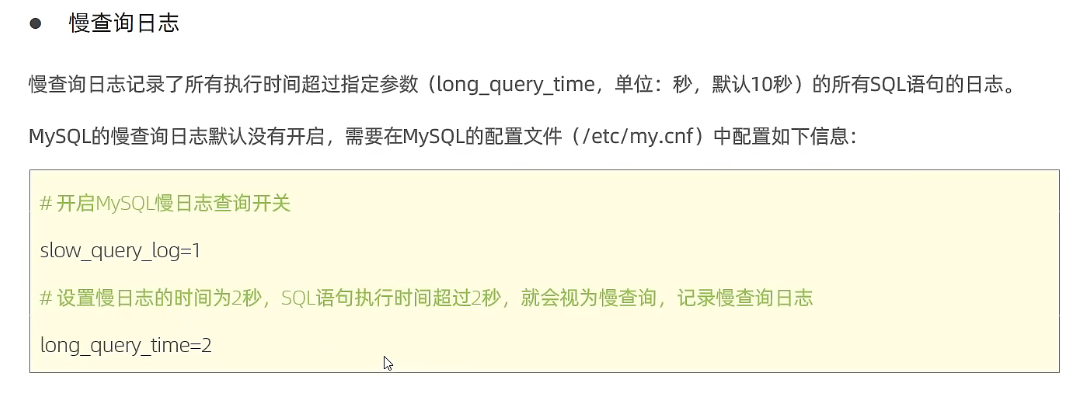 ● 慢查询日志
慢查询日志记录了所有执行时间超过指定参数（long_query_time，单位：秒，默认10秒）的所有SQL语句的日志。
MySQL的慢查询日志默认没有开启，需要在MySQL的配置文件（/etc/my.cnf）中配置如下信息：
# 开启MySQL慢日志查询开关
slow_query_log=1
# 设置慢日志的时间为2秒，SQL语句执行时间超过2秒，就会视为慢查询，记录慢查询日志
long_query_time=2